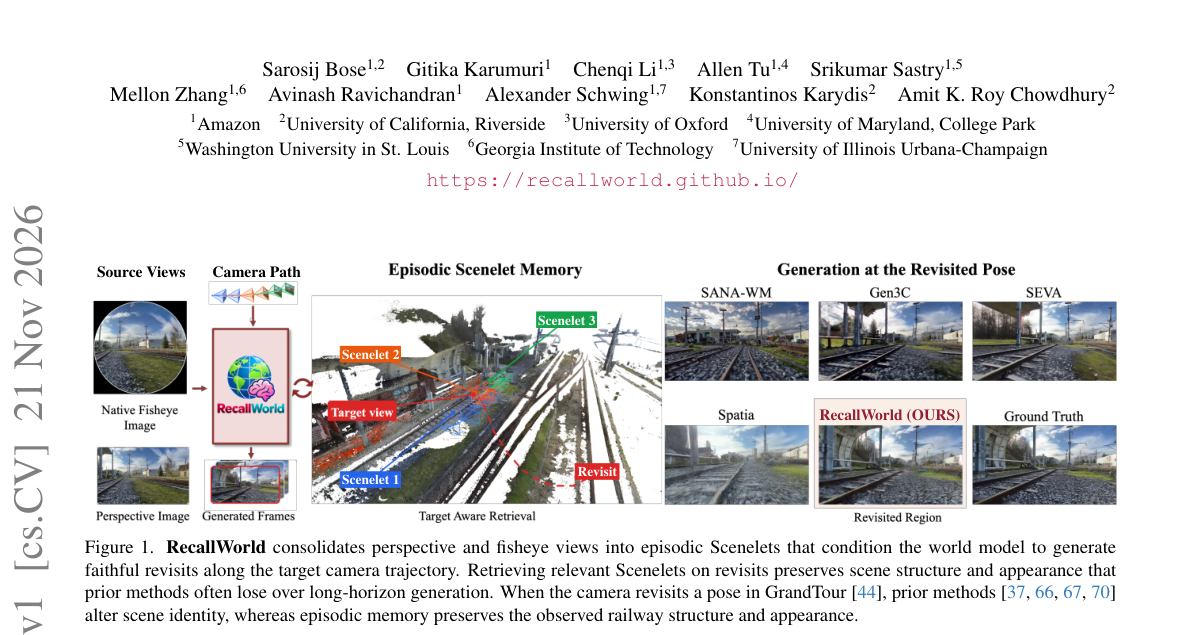 Sarosij Bose1,2 Gitika Karumuri1 Chenqi Li1,3 Allen Tu1,4 Srikumar Sastry1,5
Mellon Zhang1,6 Avinash Ravichandran1 Alexander Schwing1,7 Konstantinos Karydis2 Amit K. Roy Chowdhury2
1Amazon 2University of California, Riverside 3University of Oxford 4University of Maryland, College Park
5Washington University in St. Louis 6Georgia Institute of Technology 7University of Illinois Urbana-Champaign
https://recallworld.github.io/
v1 [cs.CV] 21 Nov 2026
Source Views
Camera Path
Episodic Scenelet Memory
Generation at the Revisited Pose
Native Fisheye
Image
Perspective Image
RecallWorld
Generated Frames
Scenelet 3
Scenelet 2
Target view
Scenelet 1
Revisit
Target Aware Retrieval
SANA-WM
Gen3C
SEVA
Spatia
RecallWorld (OURS)
Ground Truth
Revisited Region
Figure 1. RecallWorld consolidates perspective and fisheye views into episodic Scenelets that condition the world model to generate
faithful revisits along the target camera trajectory. Retrieving relevant Scenelets on revisits preserves scene structure and appearance that
prior methods often lose over long-horizon generation. When the camera revisits a pose in GrandTour [44], prior methods [37, 66, 67, 70]
alter scene identity, whereas episodic memory preserves the observed railway structure and appearance.